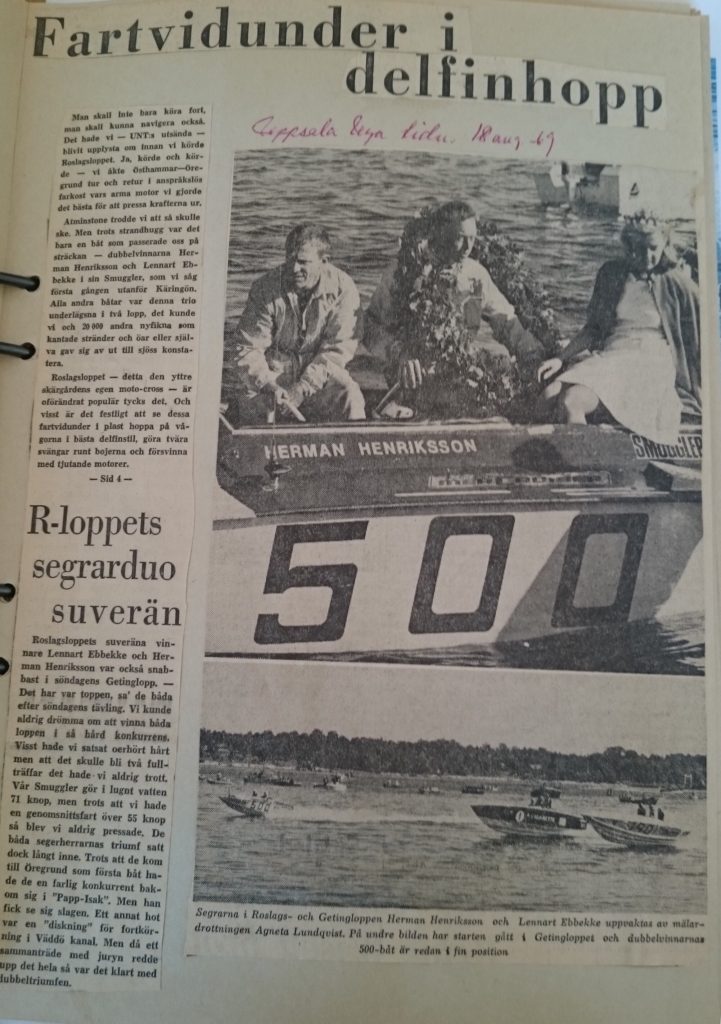 Fartvidunder i
delfinhopp
Uppsala Nya Tidn. 18 aug -69
Man skall inte bara köra fort,
man skall kunna navigera också.
Det hade vi — UNT:s utsända —
blivit upplysta om innan vi körde
Roslagsloppet. Ja, körde och kör-
de — vi åkte Östhammar—Öre-
grund tur och retur i anspråkslös
farkost vars arma motor vi gjorde
det bästa för att pressa krafterna ur.
Åtminstone trodde vi att så skulle
ske. Men trots strandhugg var det
bara en båt som passerade oss på
sträckan — dubbelvinnarna Her-
man Henriksson och Lennart Eb-
bekke i sin Smuggler, som vi såg
första gången utanför Käringön.
Alla andra båtar var denna trio
underlägsna i två lopp, det kunde
vi och 20 000 andra nyfikna som
kantade stränder och öar eller själ-
va gav sig av ut till sjöss konsta-
tera.
Roslagsloppet — detta den yttre
skärgårdens egen moto-cross — är
oförändrat populär tycks det. Och
visst är det festligt att se dessa
fartvidunder i plast hoppa på vå-
gorna i bästa delfinstil, göra tvära
svängar runt bojerna och försvinna
med tjutande motorer.
— Sid 4 —
R-loppets
segrarduo
suverän
Roslagsloppets suveräna vin-
nare Lennart Ebbekke och Her-
man Henriksson var också snab-
bast i söndagens Getinglopp. —
Det har var toppen, sa' de båda
efter söndagens tävling. Vi kunde
aldrig drömma om att vinna båda
loppen i så hård konkurrens.
Visst hade vi satsat oerhört hårt
men att det skulle bli två full-
träffar det hade vi aldrig trott.
Vår Smuggler gör i lugnt vatten
71 knop, men trots att vi hade
en genomsnittsfart över 55 knop
så blev vi aldrig pressade. De
båda segerherrarnas triumf satt
dock långt inne. Trots att de kom
till Öregrund som första båt ha-
de de en farlig konkurrent bak-
om sig i "Papp-Isak". Men han
fick se sig slagen. Ett annat hot
var en "diskning" för fortkör-
ning i Väddö kanal. Men då ett
sammanträde med juryn redde
upp det hela så var det klart med
dubbeltriumfen.
HERMAN HENRIKSSON
SMUGGLER
500
500
Segrarna i Roslags- och Getingloppen Herman Henriksson och Lennart Ebbekke uppvaktas av mälar-
drottningen Agneta Lundqvist. På undre bilden har starten gått i Getingloppet och dubbelvinnarnas
500-båt är redan i fin position